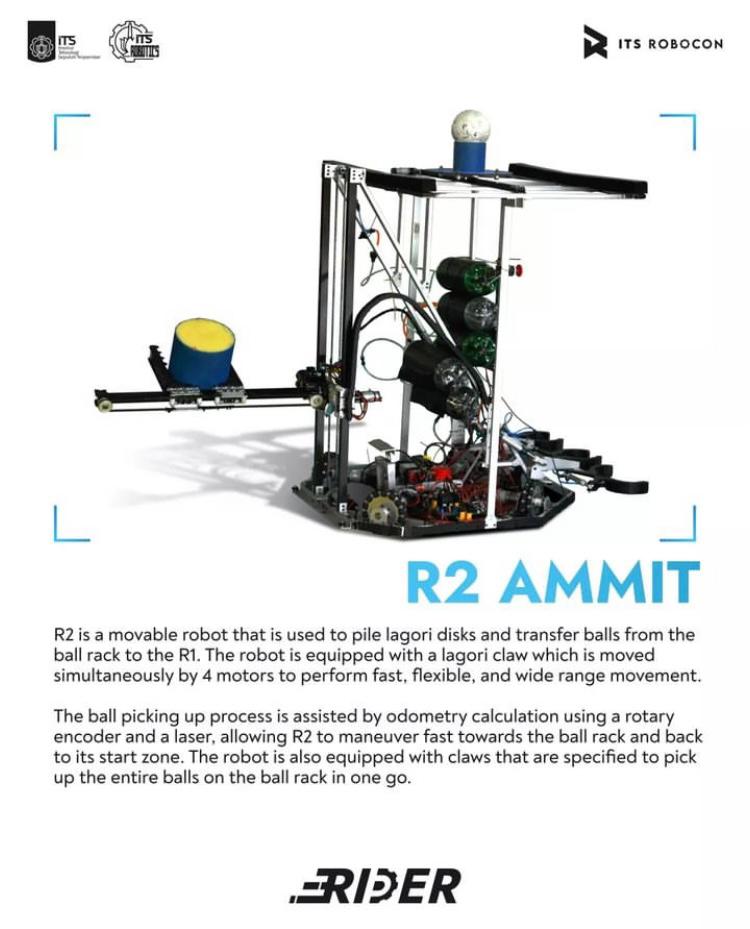 ITS
Institut
Teknologi
Sepuluh Nopember
ITS
ROBOTICS
ITS ROBOCON
R2 AMMIT
R2 is a movable robot that is used to pile lagori disks and transfer balls from the
ball rack to the R1. The robot is equipped with a lagori claw which is moved
simultaneously by 4 motors to perform fast, flexible, and wide range movement.
The ball picking up process is assisted by odometry calculation using a rotary
encoder and a laser, allowing R2 to maneuver fast towards the ball rack and back
to its start zone. The robot is also equipped with claws that are specified to pick
up the entire balls on the ball rack in one go.
RIDER